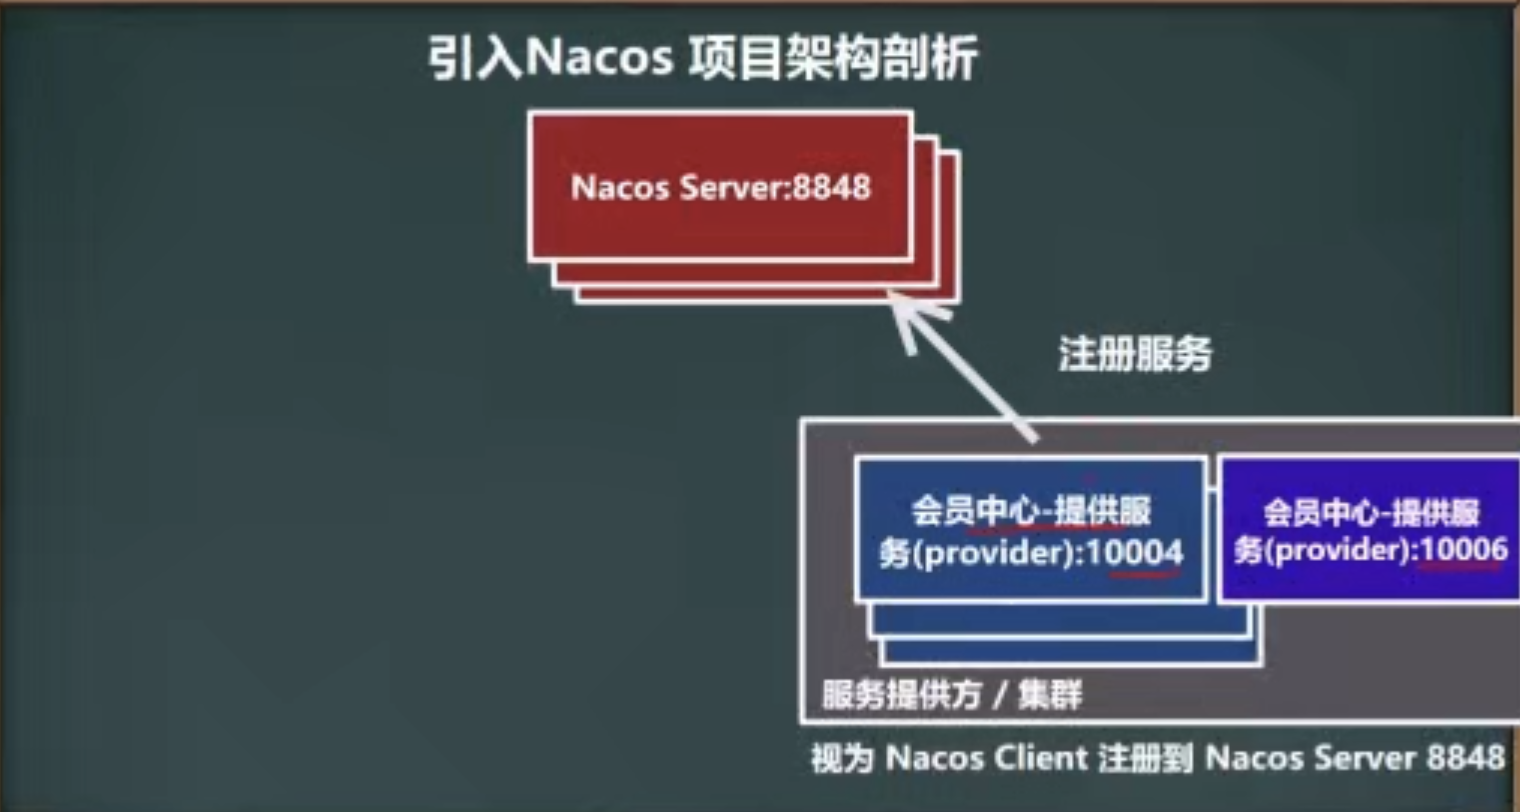 引入Nacos 项目架构剖析
Nacos Server:8848
注册服务
会员中心-提供服
务(provider):10004
会员中心-提供服
务(provider):10006
服务提供方 / 集群
视为 Nacos Client 注册到 Nacos Server 8848